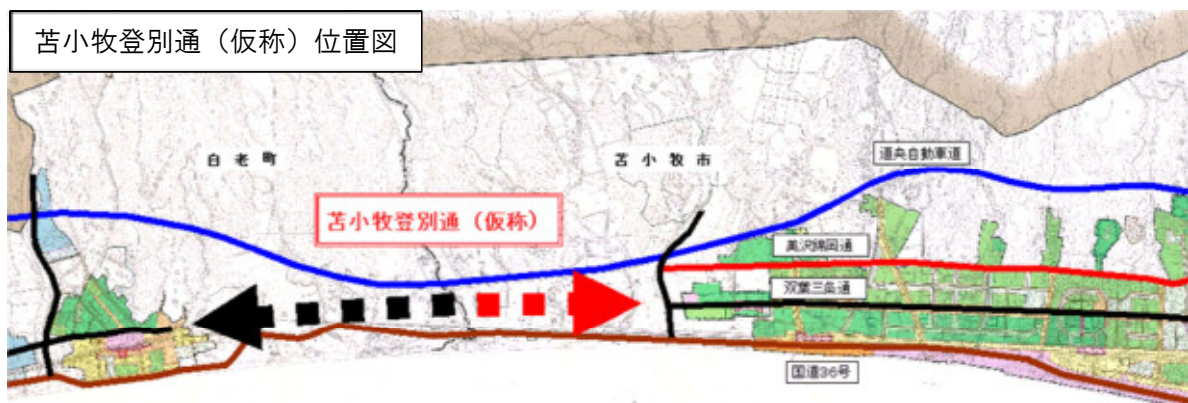 苫小牧登別通（仮称）位置図
白老町
苫小牧市
道央自動車道
苫小牧登別通（仮称）
美沢錦岡通
双葉三条通
国道36号